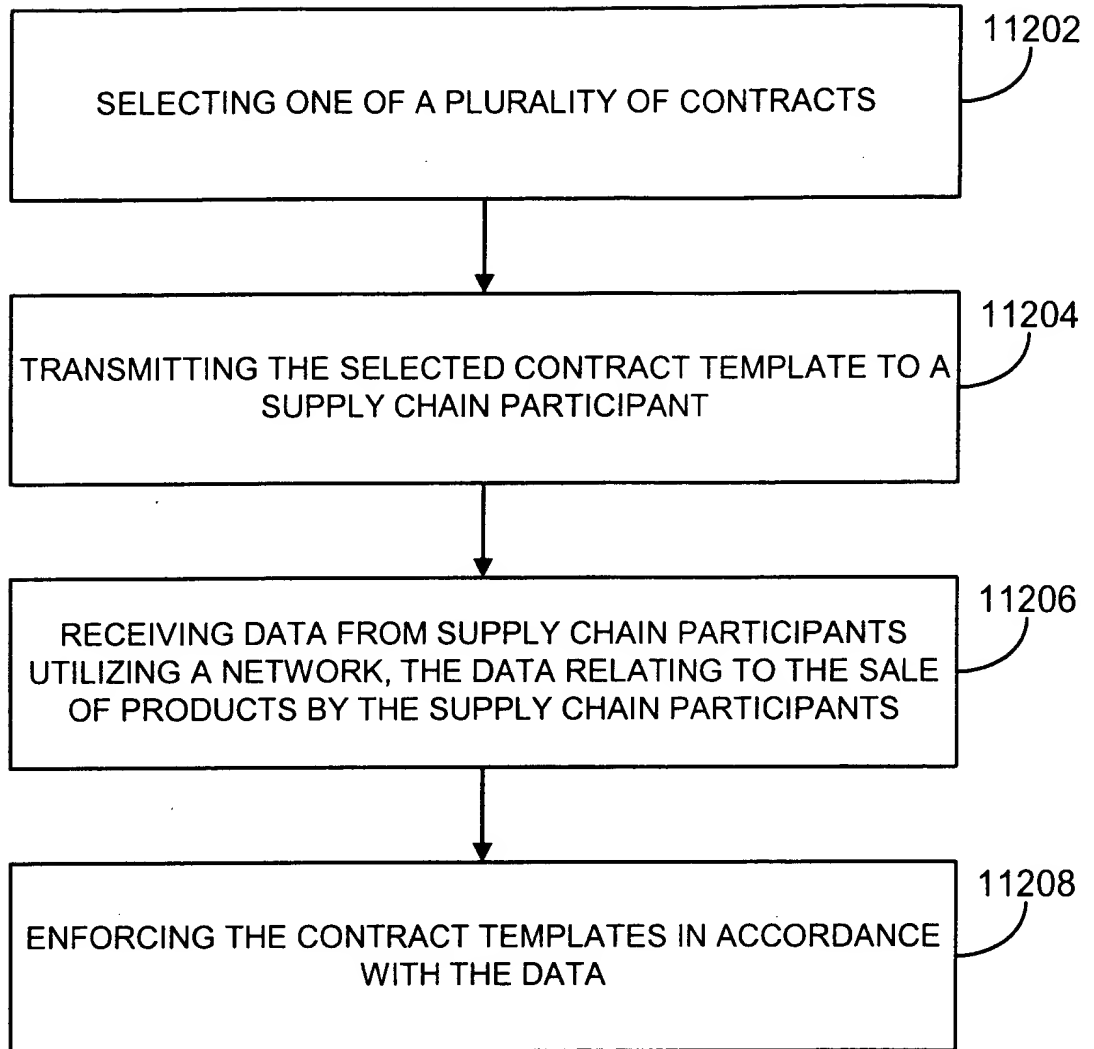 11202
SELECTING ONE OF A PLURALITY OF CONTRACTS
11204
TRANSMITTING THE SELECTED CONTRACT TEMPLATE TO A
SUPPLY CHAIN PARTICIPANT
11206
RECEIVING DATA FROM SUPPLY CHAIN PARTICIPANTS
UTILIZING A NETWORK, THE DATA RELATING TO THE SALE
OF PRODUCTS BY THE SUPPLY CHAIN PARTICIPANTS
11208
ENFORCING THE CONTRACT TEMPLATES IN ACCORDANCE
WITH THE DATA